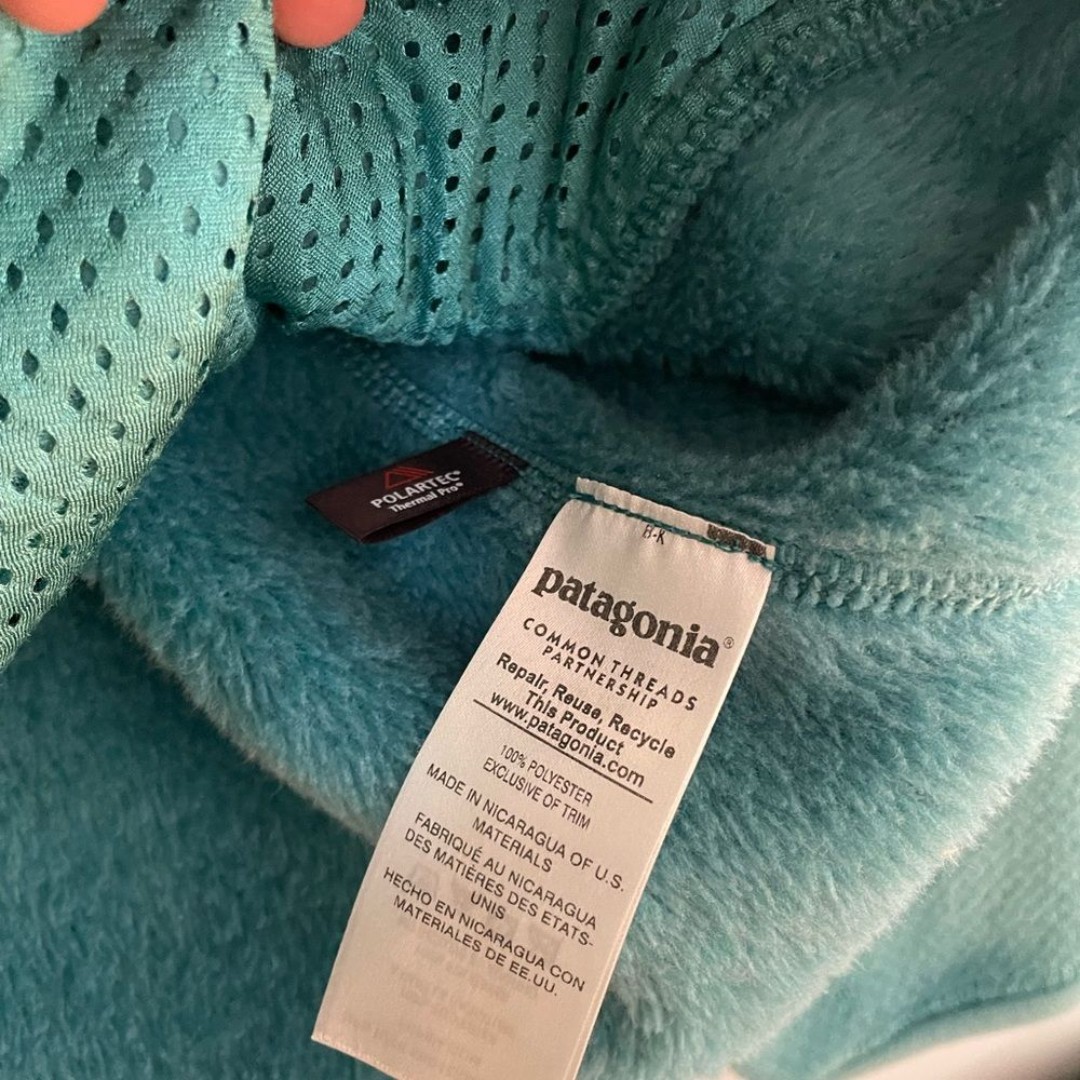 POLARTEC®
Thermal Pro®
B-K
patagonia®
COMMON THREADS
PARTNERSHIP
Repair, Reuse, Recycle
This Product
www.patagonia.com
100% POLYESTER
EXCLUSIVE OF TRIM
MADE IN NICARAGUA OF U.S.
MATERIALS
FABRIQUÉ AU NICARAGUA
DES MATIÈRES DES ETATS-
UNIS
HECHO EN NICARAGUA CON
MATERIALES DE EE.UU.